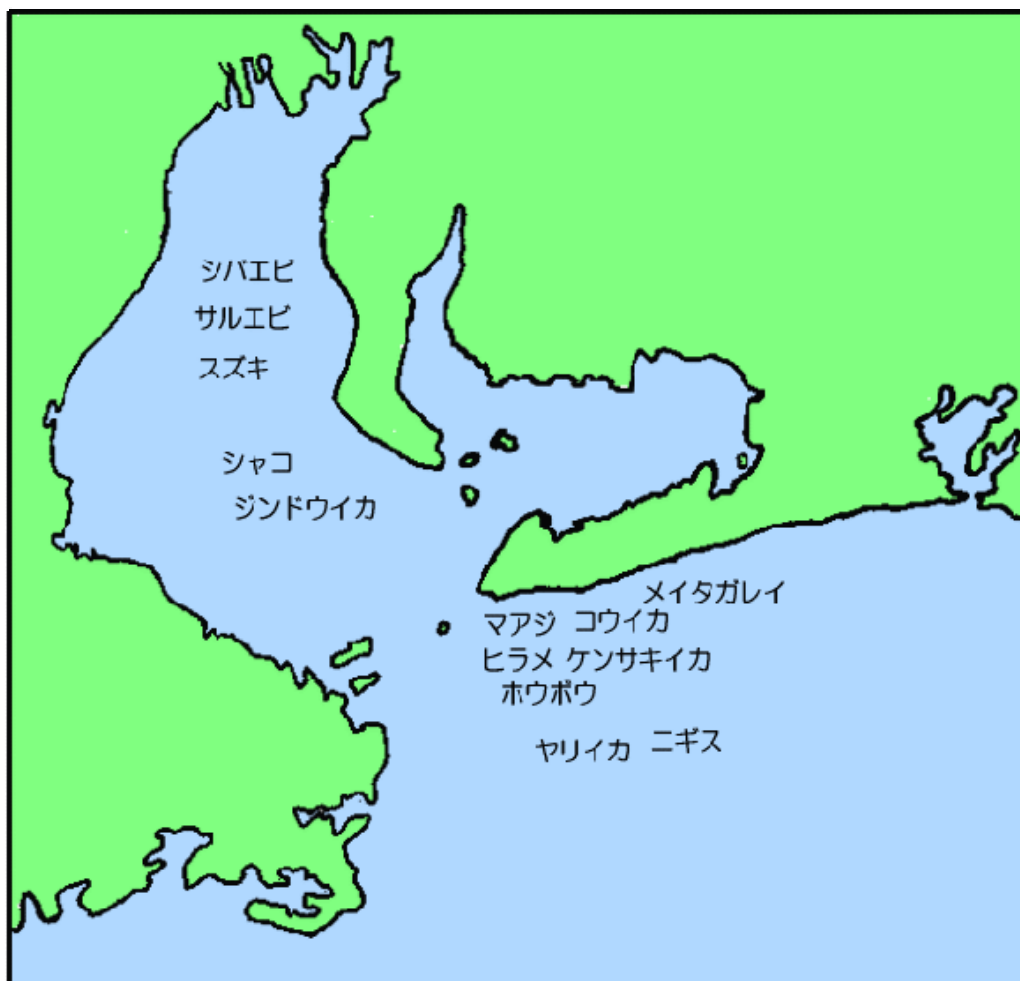 シバエビ
サルエビ
スズキ
シャコ
ジンドウイカ
メイタガレイ
マアジ コウイカ
ヒラメ ケンサキイカ
ホウボウ
ヤリイカ ニギス